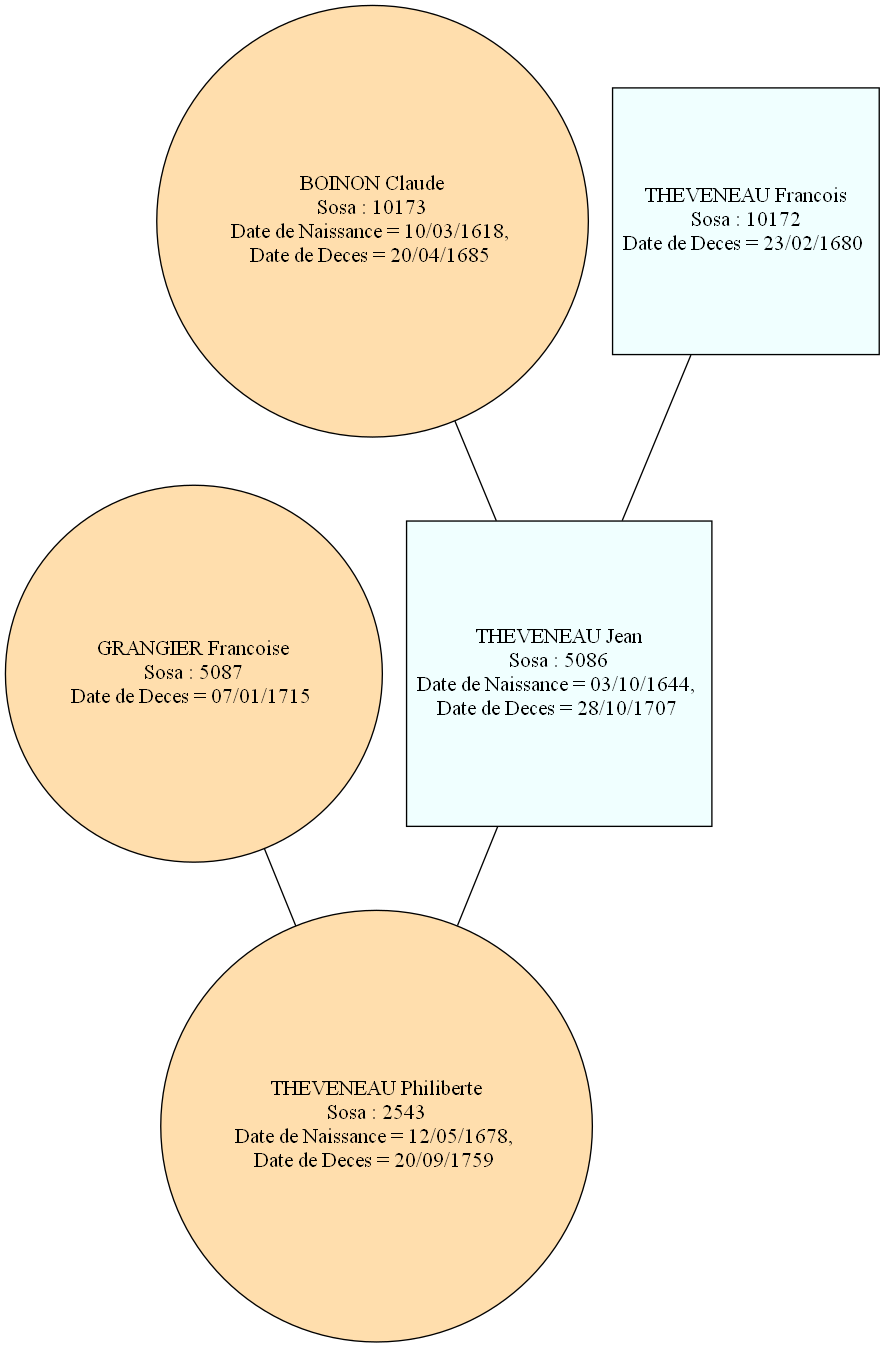 BOINON Claude
Sosa : 10173
Date de Naissance = 10/03/1618,
Date de Deces = 20/04/1685
THEVENEAU Francois
Sosa : 10172
Date de Deces = 23/02/1680
GRANGIER Francoise
Sosa : 5087
Date de Deces = 07/01/1715
THEVENEAU Jean
Sosa : 5086
Date de Naissance = 03/10/1644,
Date de Deces = 28/10/1707
THEVENEAU Philiberte
Sosa : 2543
Date de Naissance = 12/05/1678,
Date de Deces = 20/09/1759